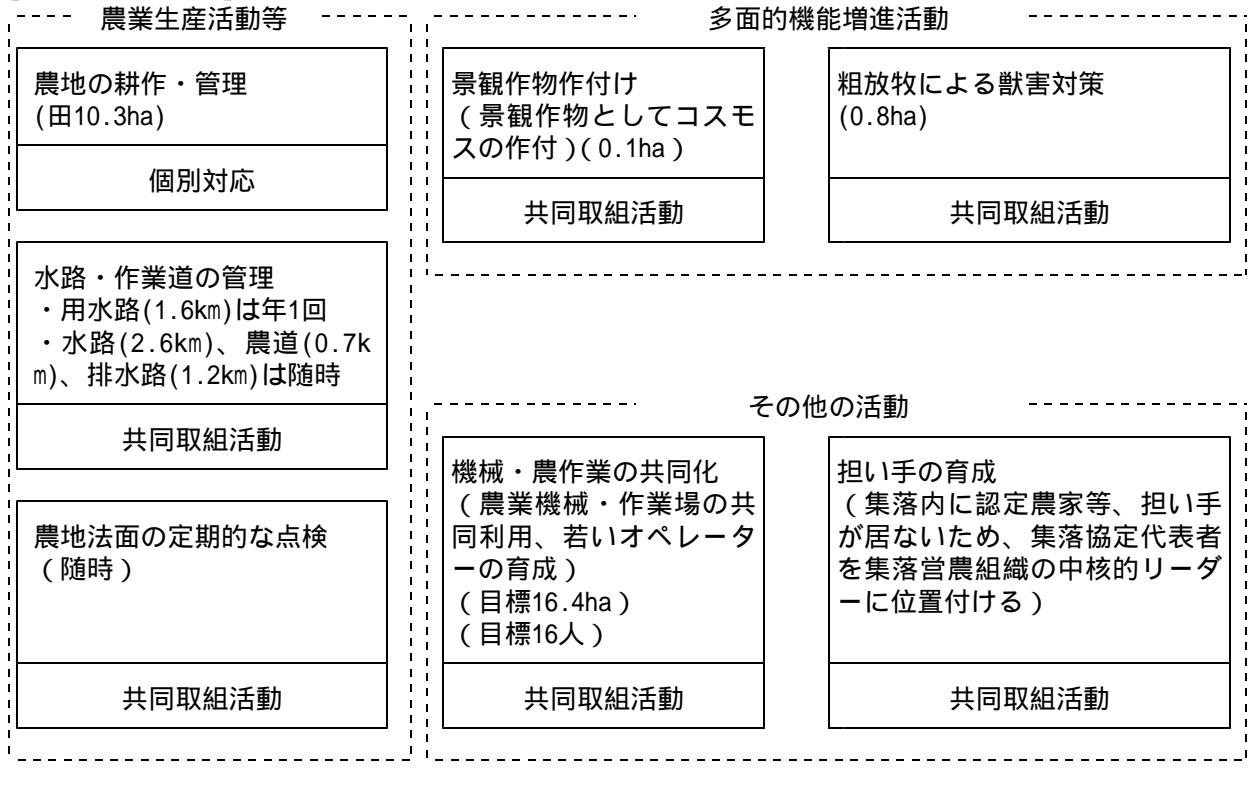 農業生産活動等
農地の耕作・管理
(田10.3ha)
個別対応
水路・作業道の管理
・用水路(1.6km)は年1回
・水路(2.6km)、農道(0.7k
m)、排水路(1.2km)は随時
共同取組活動
農地法面の定期的な点検
(随時)
共同取組活動
多面的機能増進活動
景観作物作付け
(景観作物としてコスモ
スの作付)(0.1ha)
共同取組活動
粗放牧による獣害対策
(0.8ha)
共同取組活動
その他の活動
機械・農作業の共同化
(農業機械・作業場の共
同利用、若いオペレータ
ーの育成)
(目標16.4ha)
(目標16人)
共同取組活動
担い手の育成
(集落内に認定農家等、担い手
が居ないため、集落協定代表者
を集落営農組織の中核的リーダ
ーに位置付ける)
共同取組活動